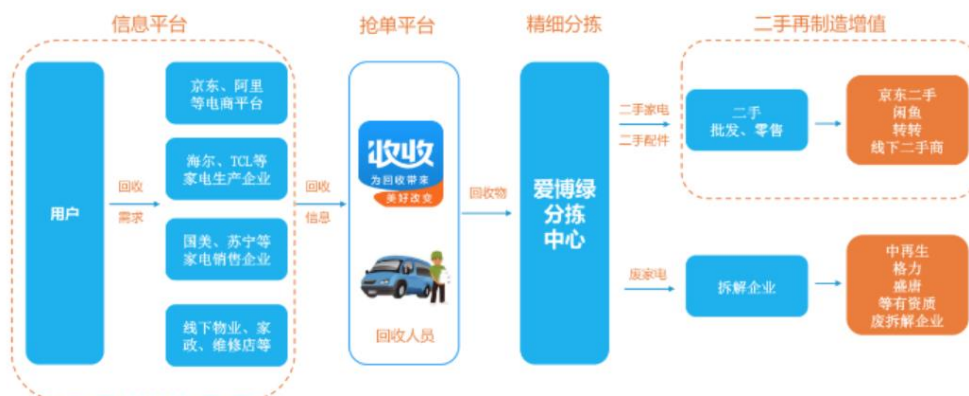 信息平台
抢单平台
精细分拣
二手再制造增值
用户
回收
需求
京东、阿里
等电商平台
海尔、TCL等
家电生产企业
国美、苏宁等
家电销售企业
线下物业、家
政、维修店等
回收
信息
收收
为回收带来
美好改变
回收人员
回收物
爱博绿
分拣
中心
二手家电
二手配件
二手
批发、零售
京东二手
闲鱼
转转
线下二手商
废家电
拆解企业
中再生
格力
盛唐
等有资质
废拆解企业